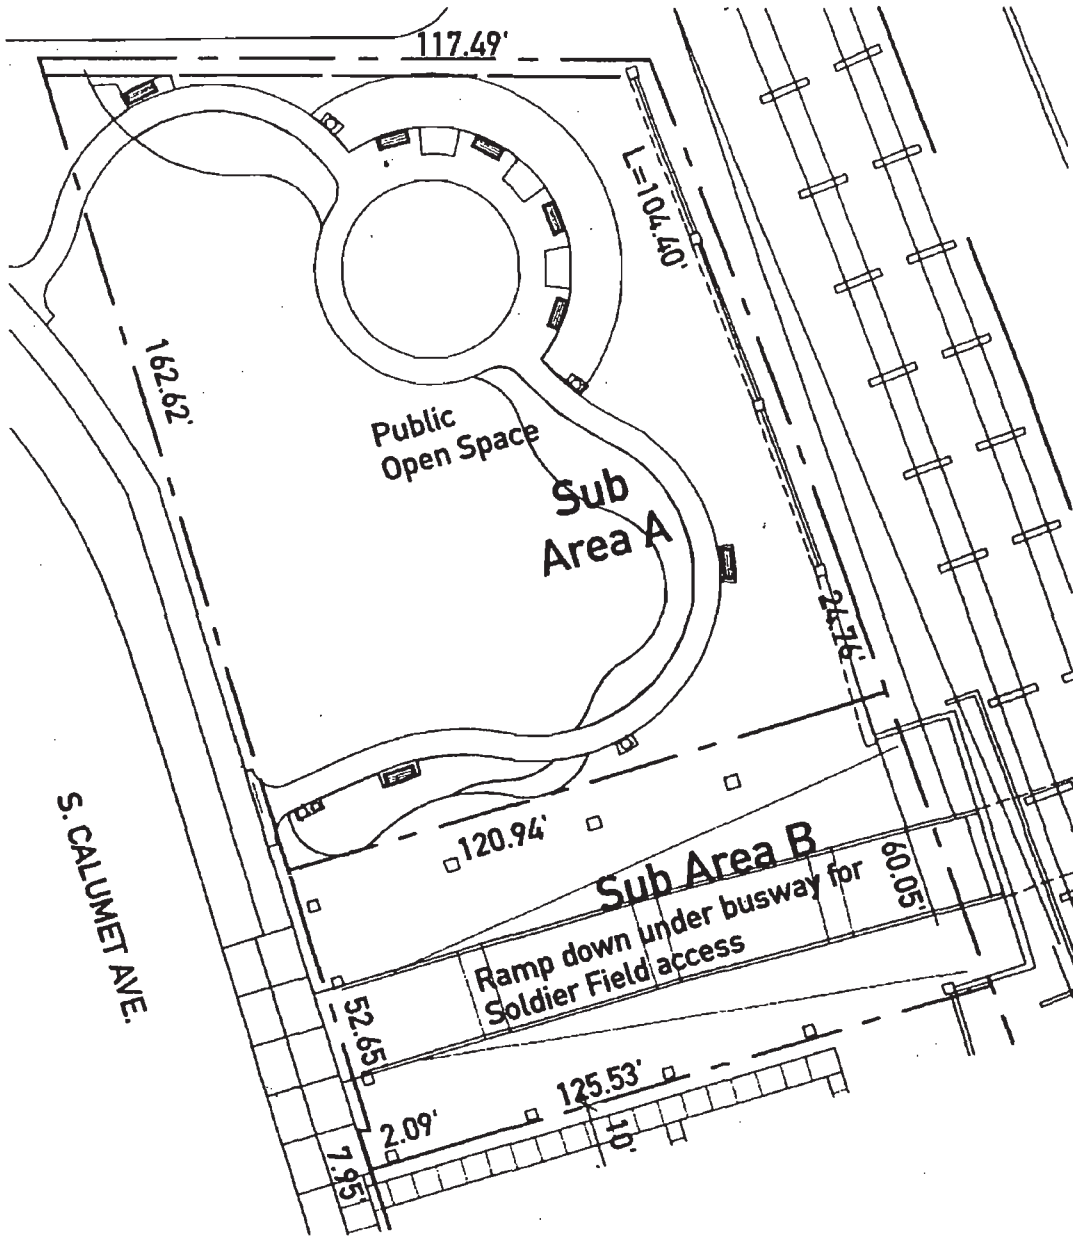 117.49'
L=104.40'
162.62'
Public
Open Space
Sub
Area A
24.76'
120.94'
S. CALUMET AVE.
Sub Area B
60.05'
Ramp down under busway for
Soldier Field access
52.65'
125.53'
2.09'
10'
7.95'